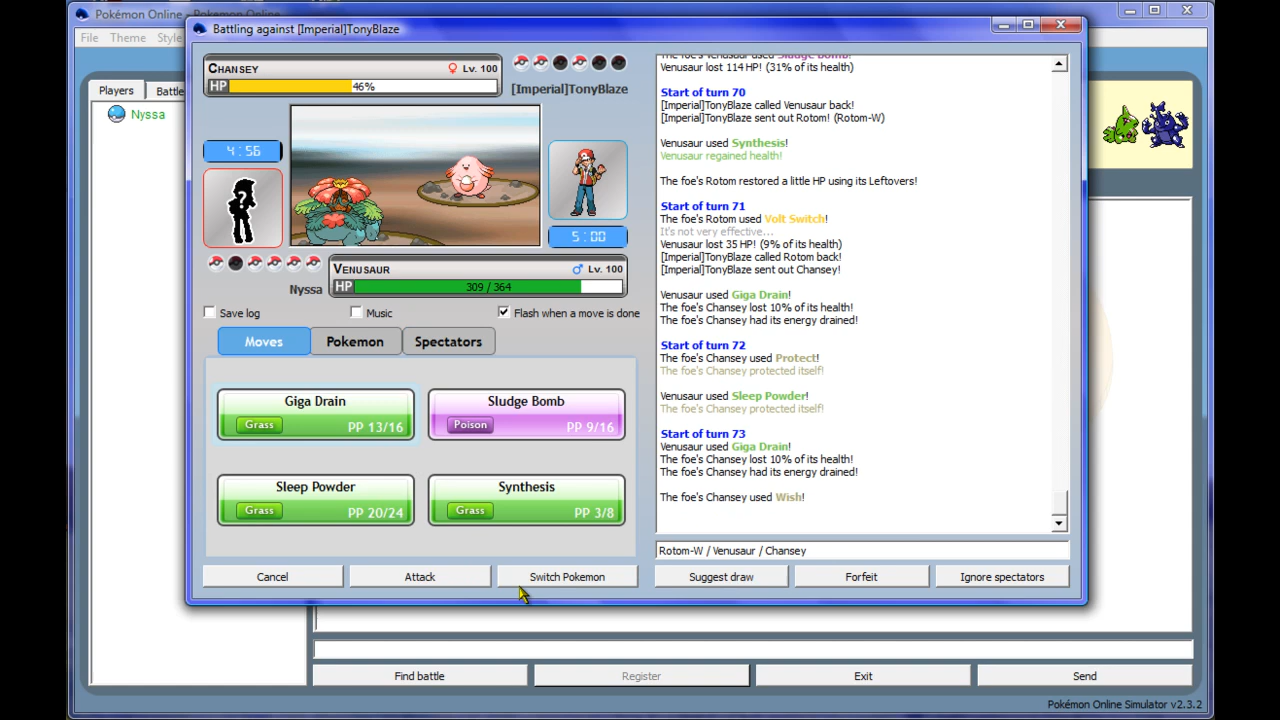 Pokémon Online - Pokémon Online
File Theme Style
Battling against [Imperial]TonyBlaze
Players Battle
Nyssa
CHANSEY ♀ Lv. 100
HP 46%
[Imperial]TonyBlaze
4:56
5:00
VENUSAUR ♂ Lv. 100
HP 309 / 364
Nyssa
Save log Music Flash when a move is done
Moves Pokemon Spectators
Giga Drain
Grass PP 13/16
Sludge Bomb
Poison PP 9/16
Sleep Powder
Grass PP 20/24
Synthesis
Grass PP 3/8
Cancel Attack Switch Pokemon
The foe's Venusaur used Sludge Bomb!
Venusaur lost 114 HP! (31% of its health)
Start of turn 70
[Imperial]TonyBlaze called Venusaur back!
[Imperial]TonyBlaze sent out Rotom! (Rotom-W)
Venusaur used Synthesis!
Venusaur regained health!
The foe's Rotom restored a little HP using its Leftovers!
Start of turn 71
The foe's Rotom used Volt Switch!
It's not very effective...
Venusaur lost 35 HP! (9% of its health)
[Imperial]TonyBlaze called Rotom back!
[Imperial]TonyBlaze sent out Chansey!
Venusaur used Giga Drain!
The foe's Chansey lost 10% of its health!
The foe's Chansey had its energy drained!
Start of turn 72
The foe's Chansey used Protect!
The foe's Chansey protected itself!
Venusaur used Sleep Powder!
The foe's Chansey protected itself!
Start of turn 73
Venusaur used Giga Drain!
The foe's Chansey lost 10% of its health!
The foe's Chansey had its energy drained!
The foe's Chansey used Wish!
Rotom-W / Venusaur / Chansey
Suggest draw Forfeit Ignore spectators
Find battle Register Exit Send
Pokémon Online Simulator v2.3.2